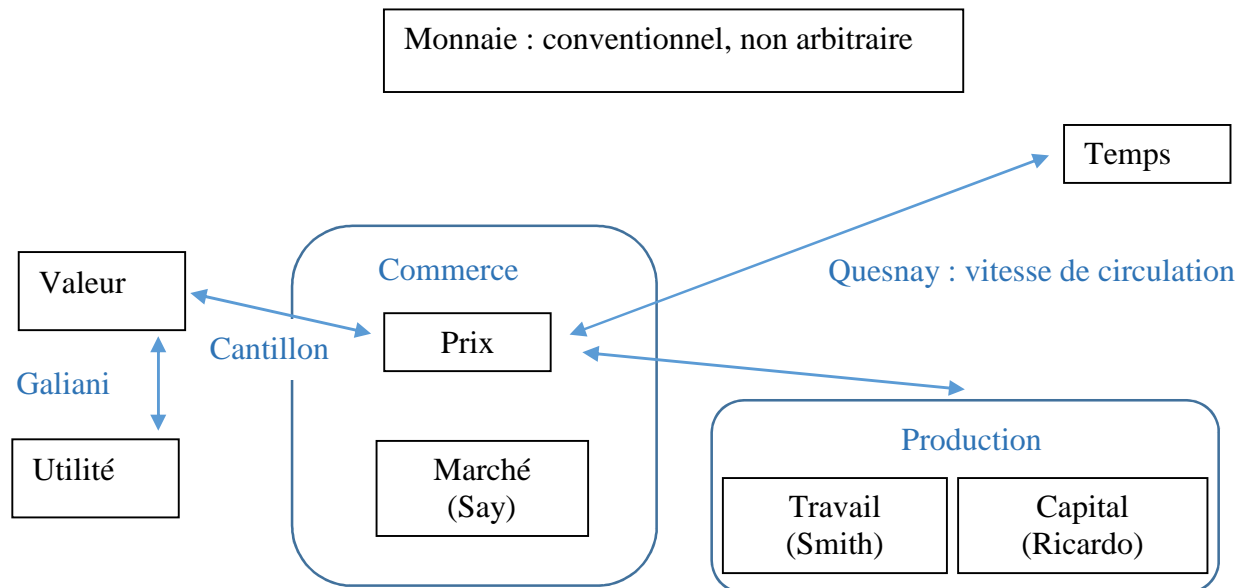 Monnaie : conventionnel, non arbitraire
Temps
Commerce
Quesnay : vitesse de circulation
Valeur
Prix
Cantillon
Galiani
Production
Utilité
Marché
(Say)
Travail
(Smith)
Capital
(Ricardo)